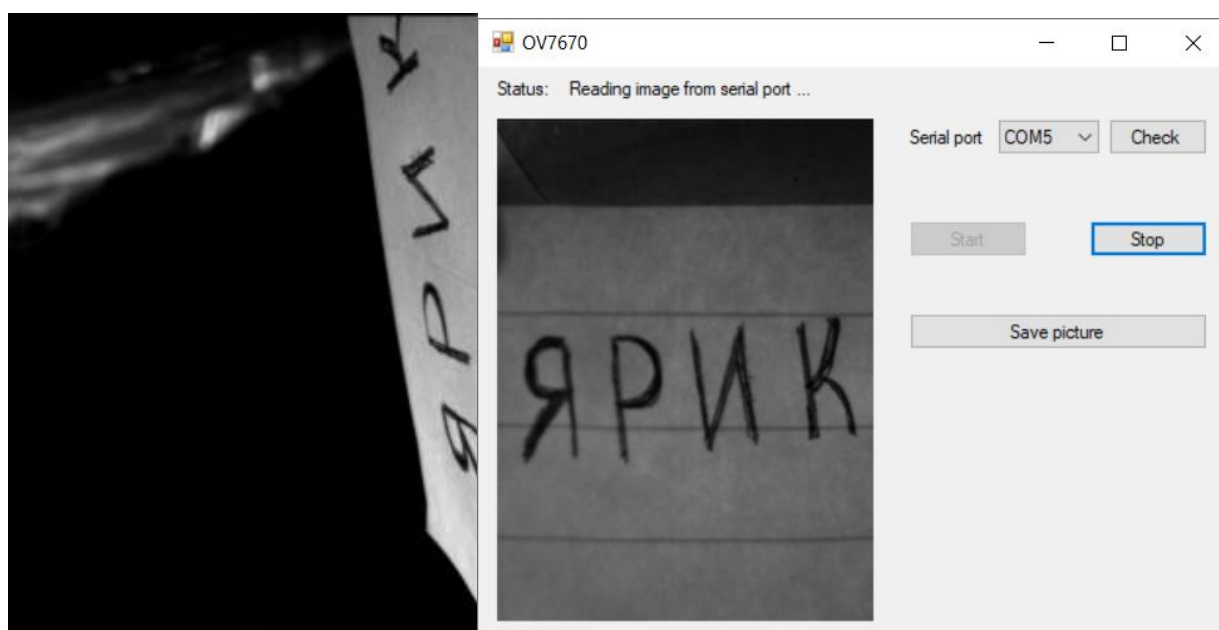 ЯРИК
OV7670
Status: Reading image from serial port ...
Serial port COM5 Check
Start Stop
Save picture
ЯРИК